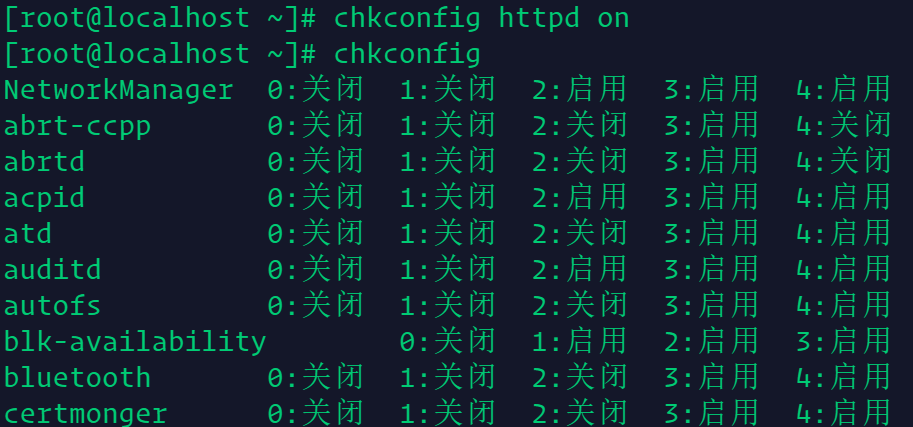 [root@localhost ~]# chkconfig httpd on
[root@localhost ~]# chkconfig
NetworkManager 0:关闭 1:关闭 2:启用 3:启用 4:启用
abrt-ccpp 0:关闭 1:关闭 2:关闭 3:启用 4:关闭
abrtd 0:关闭 1:关闭 2:关闭 3:启用 4:关闭
acpid 0:关闭 1:关闭 2:启用 3:启用 4:启用
atd 0:关闭 1:关闭 2:关闭 3:启用 4:启用
auditd 0:关闭 1:关闭 2:启用 3:启用 4:启用
autofs 0:关闭 1:关闭 2:关闭 3:启用 4:启用
blk-availability 0:关闭 1:启用 2:启用 3:启用
bluetooth 0:关闭 1:关闭 2:关闭 3:启用 4:启用
certmonger 0:关闭 1:关闭 2:关闭 3:启用 4:启用